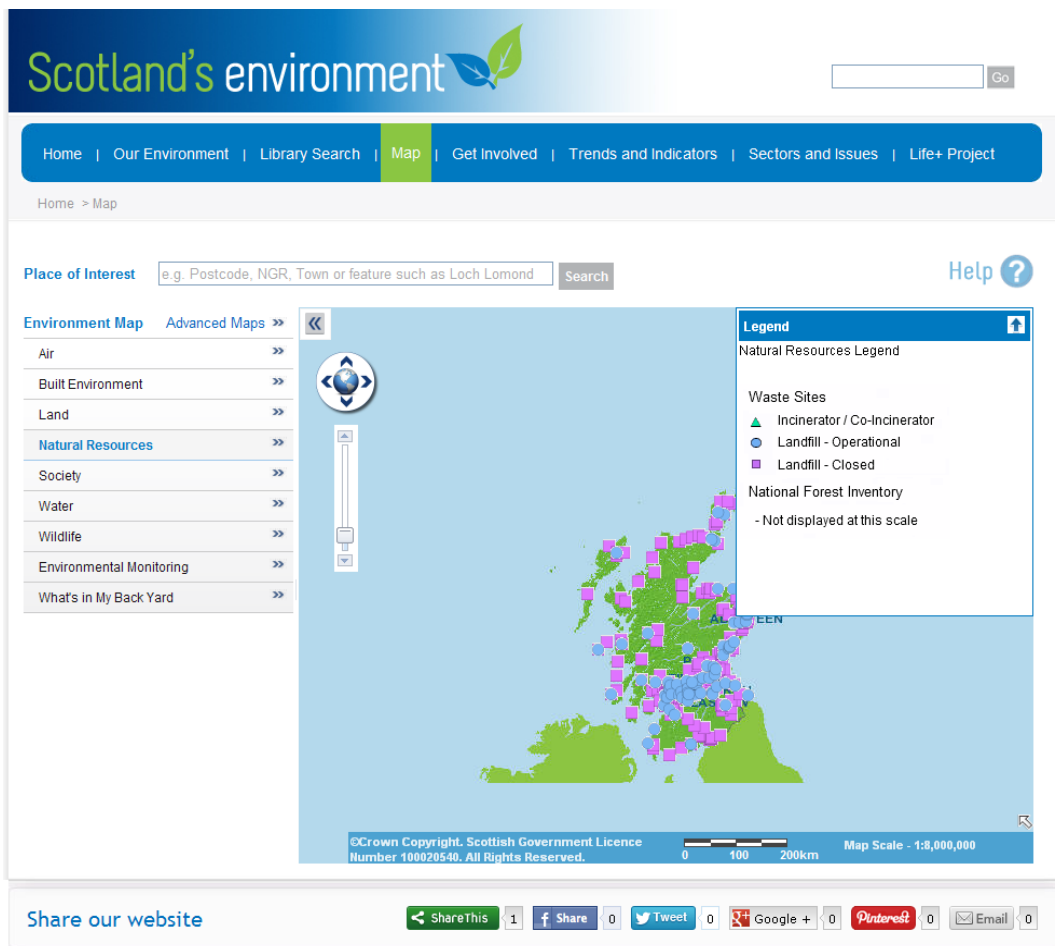 Scotland's environment
Go
Home | Our Environment | Library Search | Map | Get Involved | Trends and Indicators | Sectors and Issues | Life+ Project
Home > Map
Place of Interest e.g. Postcode, NGR, Town or feature such as Loch Lomond Search Help ?
Environment Map Advanced Maps »
Air »
Built Environment »
Land »
Natural Resources »
Society »
Water »
Wildlife »
Environmental Monitoring »
What's in My Back Yard »
Legend
Natural Resources Legend
Waste Sites
Incinerator / Co-Incinerator
Landfill - Operational
Landfill - Closed
National Forest Inventory
- Not displayed at this scale
©Crown Copyright. Scottish Government Licence
Number 100020540. All Rights Reserved.
0 100 200km
Map Scale - 1:8,000,000
Share our website
ShareThis 1 f Share 0 Tweet 0 g+ Google + 0 Pinterest 0 Email 0